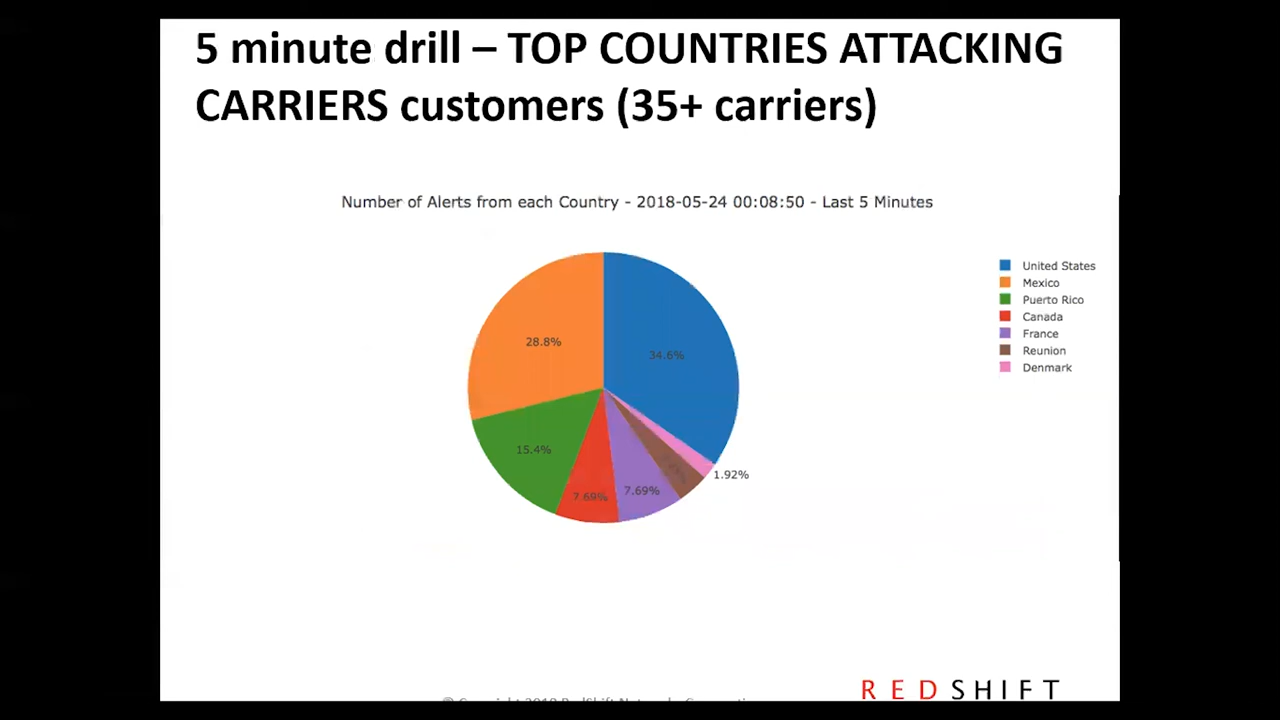 5 minute drill – TOP COUNTRIES ATTACKING
CARRIERS customers (35+ carriers)
Number of Alerts from each Country - 2018-05-24 00:08:50 - Last 5 Minutes
United States
Mexico
Puerto Rico
Canada
France
Reunion
Denmark
28.8%
34.6%
15.4%
7.69%
7.69%
1.92%
REDSHIFT